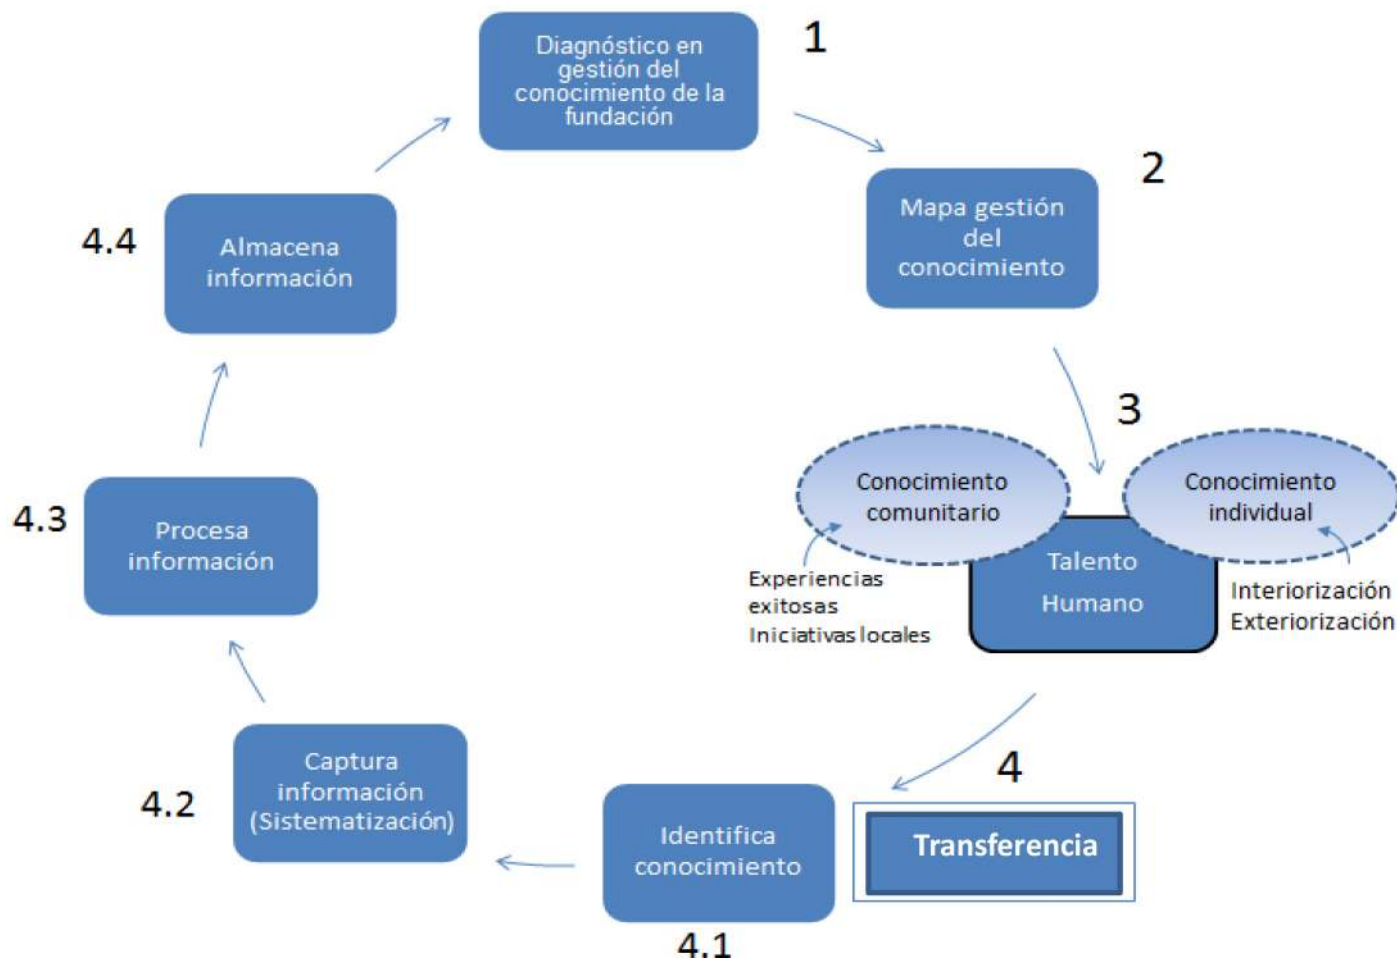 1
Diagnóstico en
gestión del
conocimiento de la
fundación
2
Mapa gestión
del
conocimiento
3
Conocimiento
comunitario
Conocimiento
individual
Talento
Humano
Experiencias
exitosas
Iniciativas locales
Interiorización
Exteriorización
4
Transferencia
Identifica
conocimiento
4.1
Captura
información
(Sistematización)
4.2
Procesa
información
4.3
Almacena
información
4.4